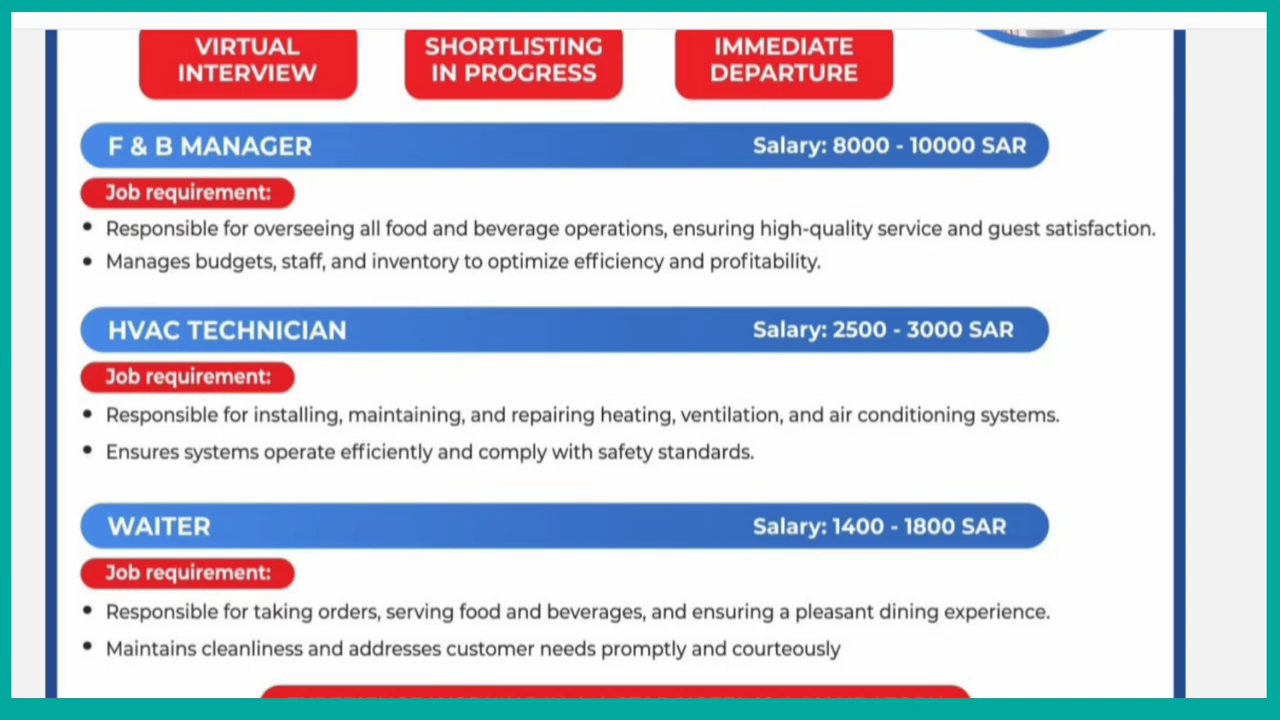 VIRTUAL
INTERVIEW
SHORTLISTING
IN PROGRESS
IMMEDIATE
DEPARTURE
F & B MANAGER
Salary: 8000 - 10000 SAR
Job requirement:
• Responsible for overseeing all food and beverage operations, ensuring high-quality service and guest satisfaction.
• Manages budgets, staff, and inventory to optimize efficiency and profitability.
HVAC TECHNICIAN
Salary: 2500 - 3000 SAR
Job requirement:
• Responsible for installing, maintaining, and repairing heating, ventilation, and air conditioning systems.
• Ensures systems operate efficiently and comply with safety standards.
WAITER
Salary: 1400 - 1800 SAR
Job requirement:
• Responsible for taking orders, serving food and beverages, and ensuring a pleasant dining experience.
• Maintains cleanliness and addresses customer needs promptly and courteously